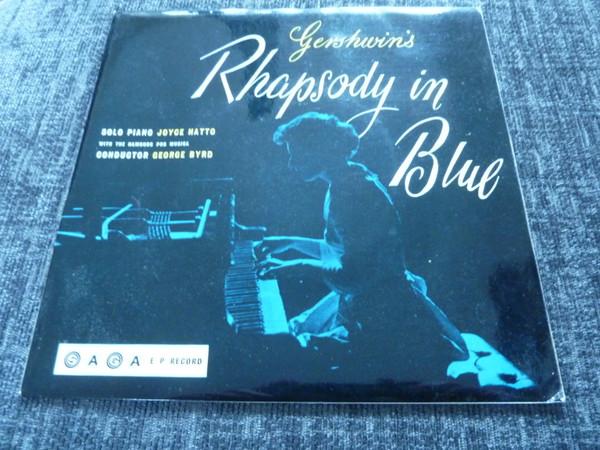 Gershwin's
Rhapsody in
Blue
SOLO PIANO JOYCE HATTO
WITH THE HAMBURG PRO MUSICA
CONDUCTOR GEORGE BYRD
SAGA E P RECORD